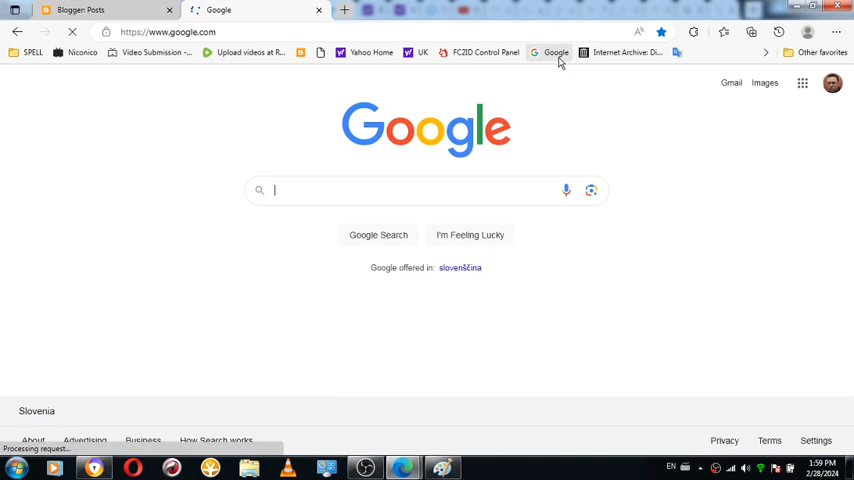 Blogger: Posts
Google
https://www.google.com
SPELL
Niconico
Video Submission -...
Upload videos at R...
Yahoo Home
UK
FC2ID Control Panel
Google
Internet Archive: Di...
Other favorites
Gmail
Images
Google
Google Search
I'm Feeling Lucky
Google offered in: slovenščina
Slovenia
About
Advertising
Business
How Search works
Privacy
Terms
Settings
Processing request...
EN
1:59 PM
2/28/2024